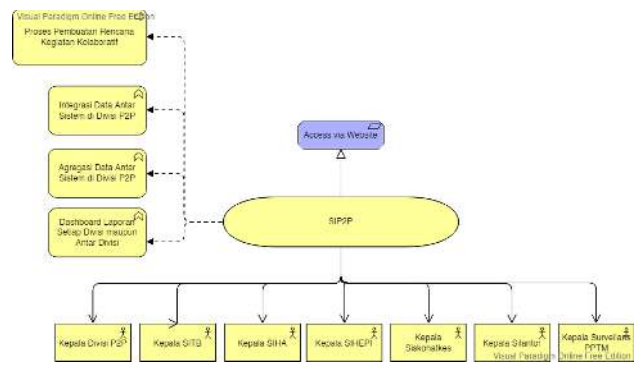 Visual Paradigm Online Free Edition
Proses Pembuatan Rencana
Kegiatan Kolaboratif
Integrasi Data Antar
Sistem di Divisi P2P
Agregasi Data Antar
Sistem di Divisi P2P
Dashboard Laporan
Setiap Divisi maupun
Antar Divisi
Access via Website
SIP2P
Kepala Divisi P2P
Kepala SITB
Kepala SIHA
Kepala SIHEPI
Kepala
Siskohatkes
Kepala Silantor
Kepala Surveilans
PPTM
Visual Paradigm Online Free Edition